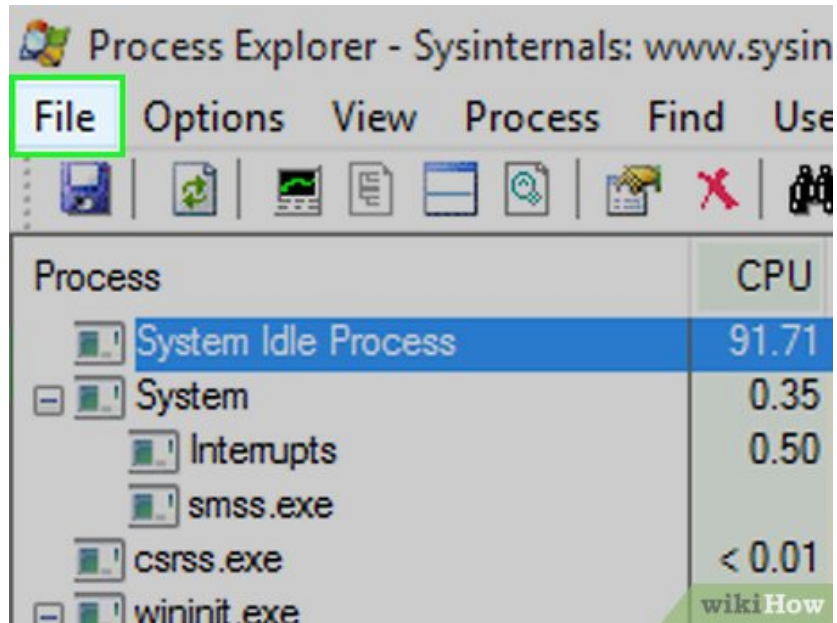 Process Explorer - Sysinternals: www.sysin
File Options View Process Find Use
Process CPU
System Idle Process 91.71
System 0.35
Interrupts 0.50
smss.exe
csrss.exe < 0.01
wininit.exe
wikiHow